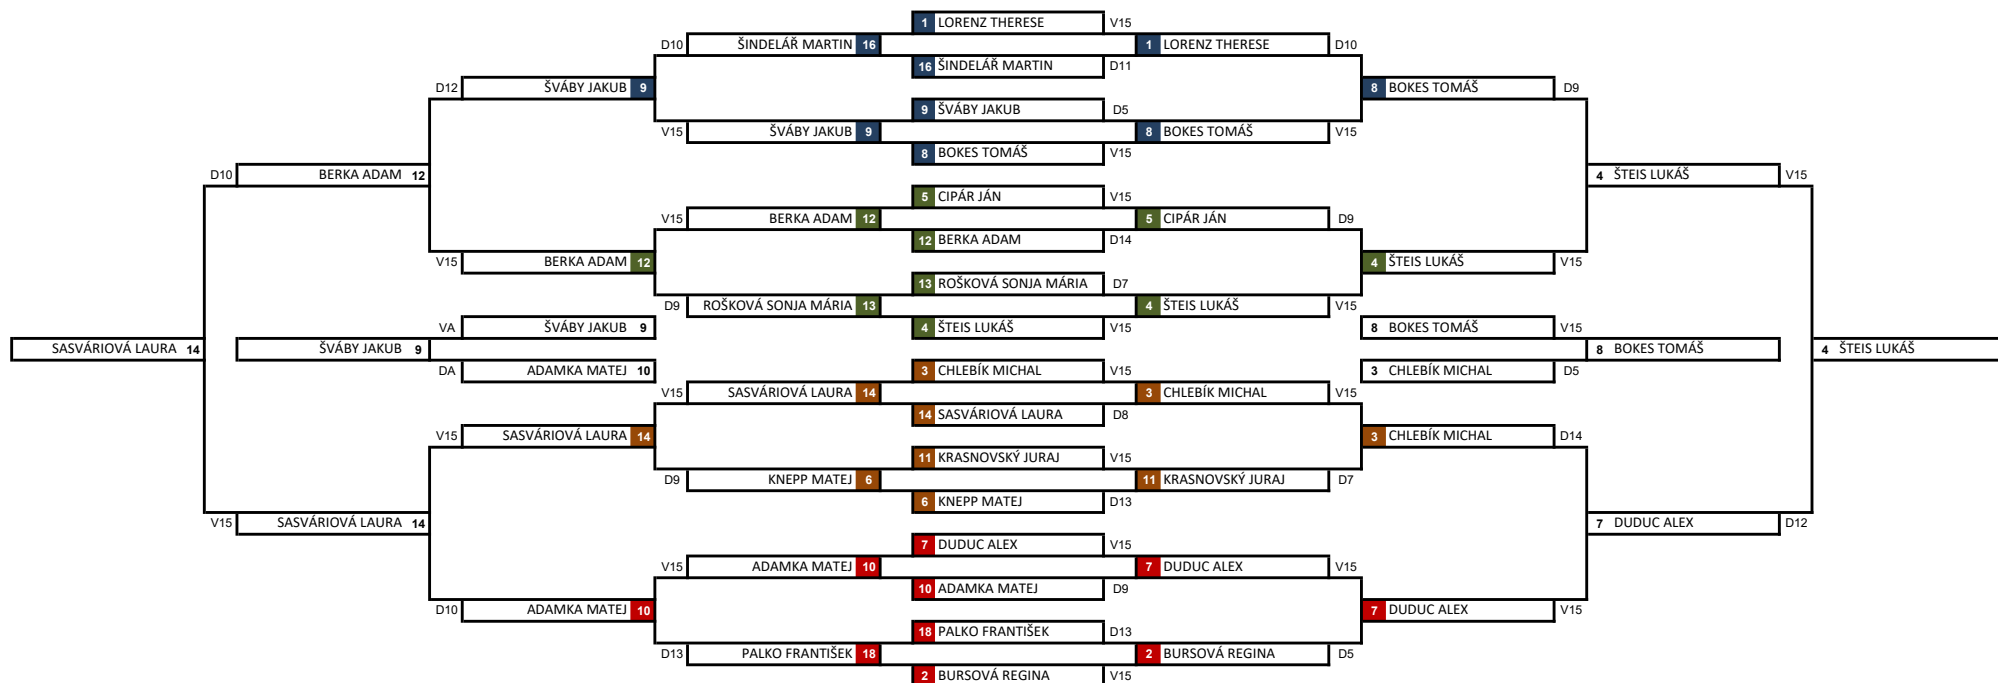 1 LORENZ THERESE V15
D10 ŠINDELÁŘ MARTIN 16 1 LORENZ THERESE D10
16 ŠINDELÁŘ MARTIN D11
D12 ŠVÁBY JAKUB 9 8 BOKES TOMÁŠ D9
9 ŠVÁBY JAKUB D5
V15 ŠVÁBY JAKUB 9 8 BOKES TOMÁŠ V15
8 BOKES TOMÁŠ V15
D10 BERKA ADAM 12 4 ŠTEIS LUKÁŠ V15
5 CIPÁR JÁN V15
V15 BERKA ADAM 12 5 CIPÁR JÁN D9
12 BERKA ADAM D14
V15 BERKA ADAM 12 4 ŠTEIS LUKÁŠ V15
13 ROŠKOVÁ SONJA MÁRIA D7
D9 ROŠKOVÁ SONJA MÁRIA 13 4 ŠTEIS LUKÁŠ V15
VA ŠVÁBY JAKUB 9 4 ŠTEIS LUKÁŠ V15 8 BOKES TOMÁŠ V15
SASVÁRIOVÁ LAURA 14 ŠVÁBY JAKUB 9 8 BOKES TOMÁŠ 4 ŠTEIS LUKÁŠ
DA ADAMKA MATEJ 10 3 CHLEBÍK MICHAL V15 3 CHLEBÍK MICHAL D5
V15 SASVÁRIOVÁ LAURA 14 3 CHLEBÍK MICHAL V15
14 SASVÁRIOVÁ LAURA D8
V15 SASVÁRIOVÁ LAURA 14 3 CHLEBÍK MICHAL D14
11 KRASNOVSKÝ JURAJ V15
D9 KNEPP MATEJ 6 11 KRASNOVSKÝ JURAJ D7
6 KNEPP MATEJ D13
V15 SASVÁRIOVÁ LAURA 14 7 DUDUC ALEX D12
7 DUDUC ALEX V15
V15 ADAMKA MATEJ 10 7 DUDUC ALEX V15
10 ADAMKA MATEJ D9
D10 ADAMKA MATEJ 10 7 DUDUC ALEX V15
18 PALKO FRANTIŠEK D13
D13 PALKO FRANTIŠEK 18 2 BURSOVÁ REGINA D5
2 BURSOVÁ REGINA V15